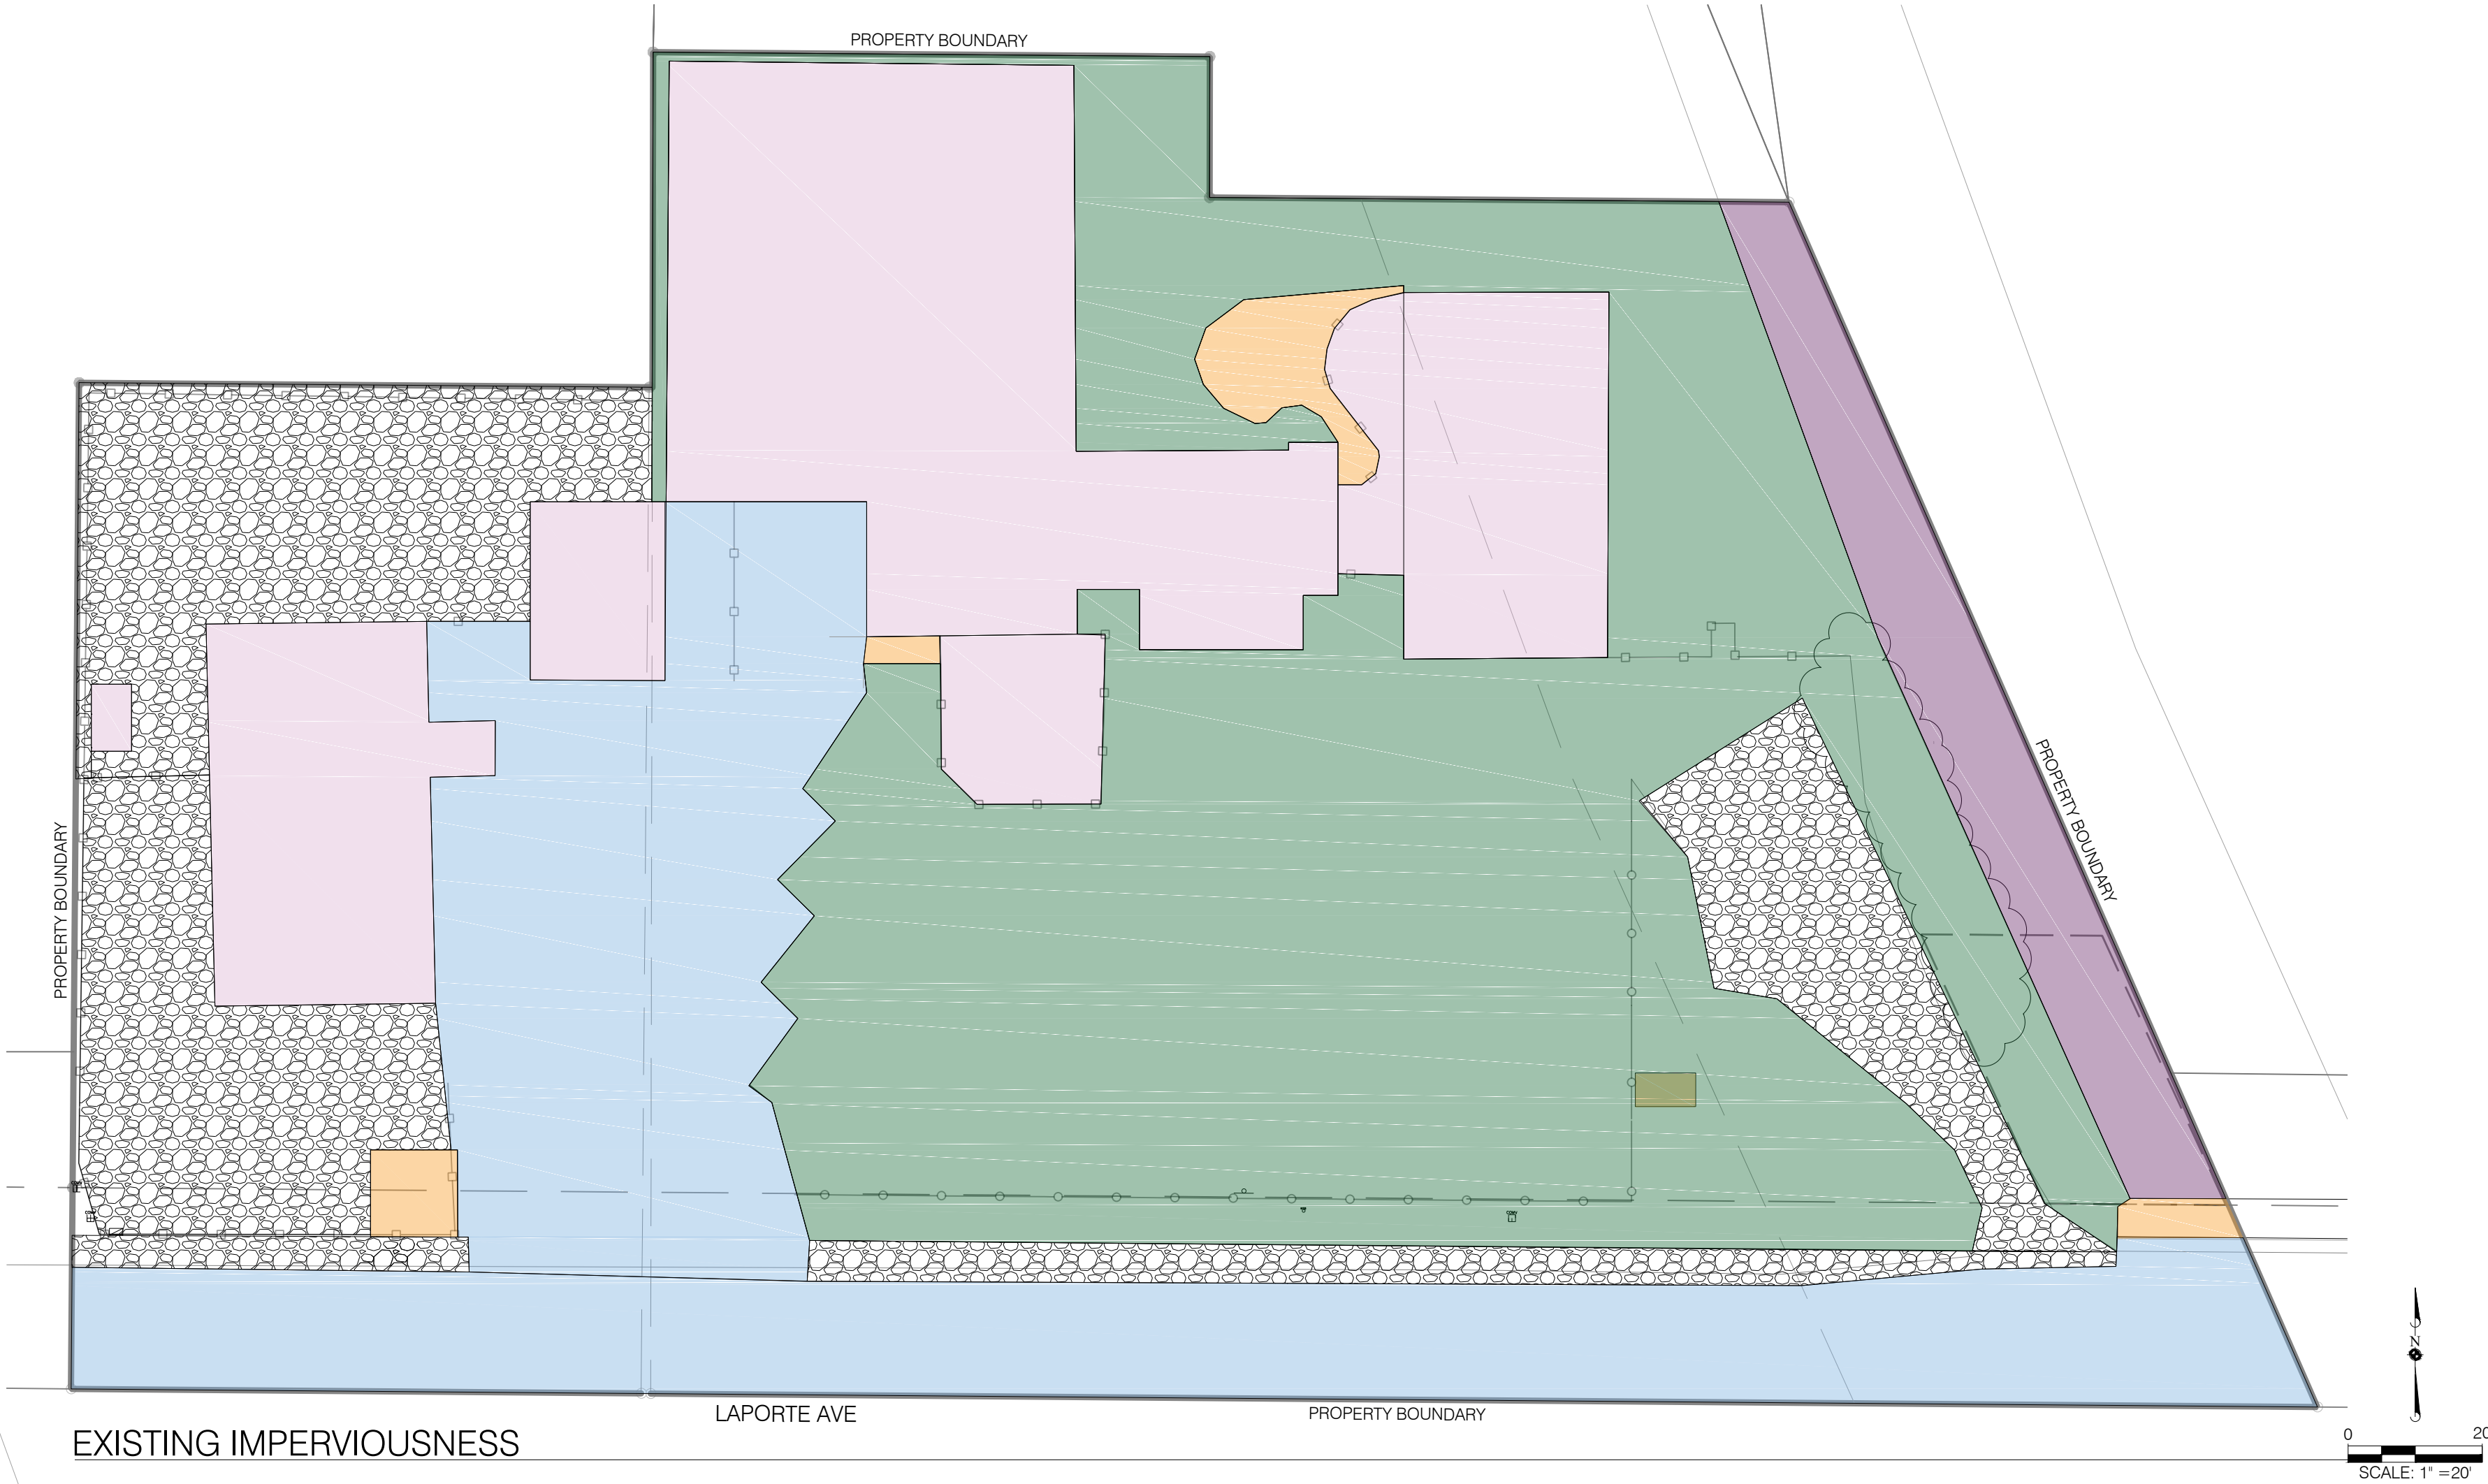 PROPERTY BOUNDARY
PROPERTY BOUNDARY
PROPERTY BOUNDARY
LAPORTE AVE
PROPERTY BOUNDARY
EXISTING IMPERVIOUSNESS
N
0 20
SCALE: 1" =20'